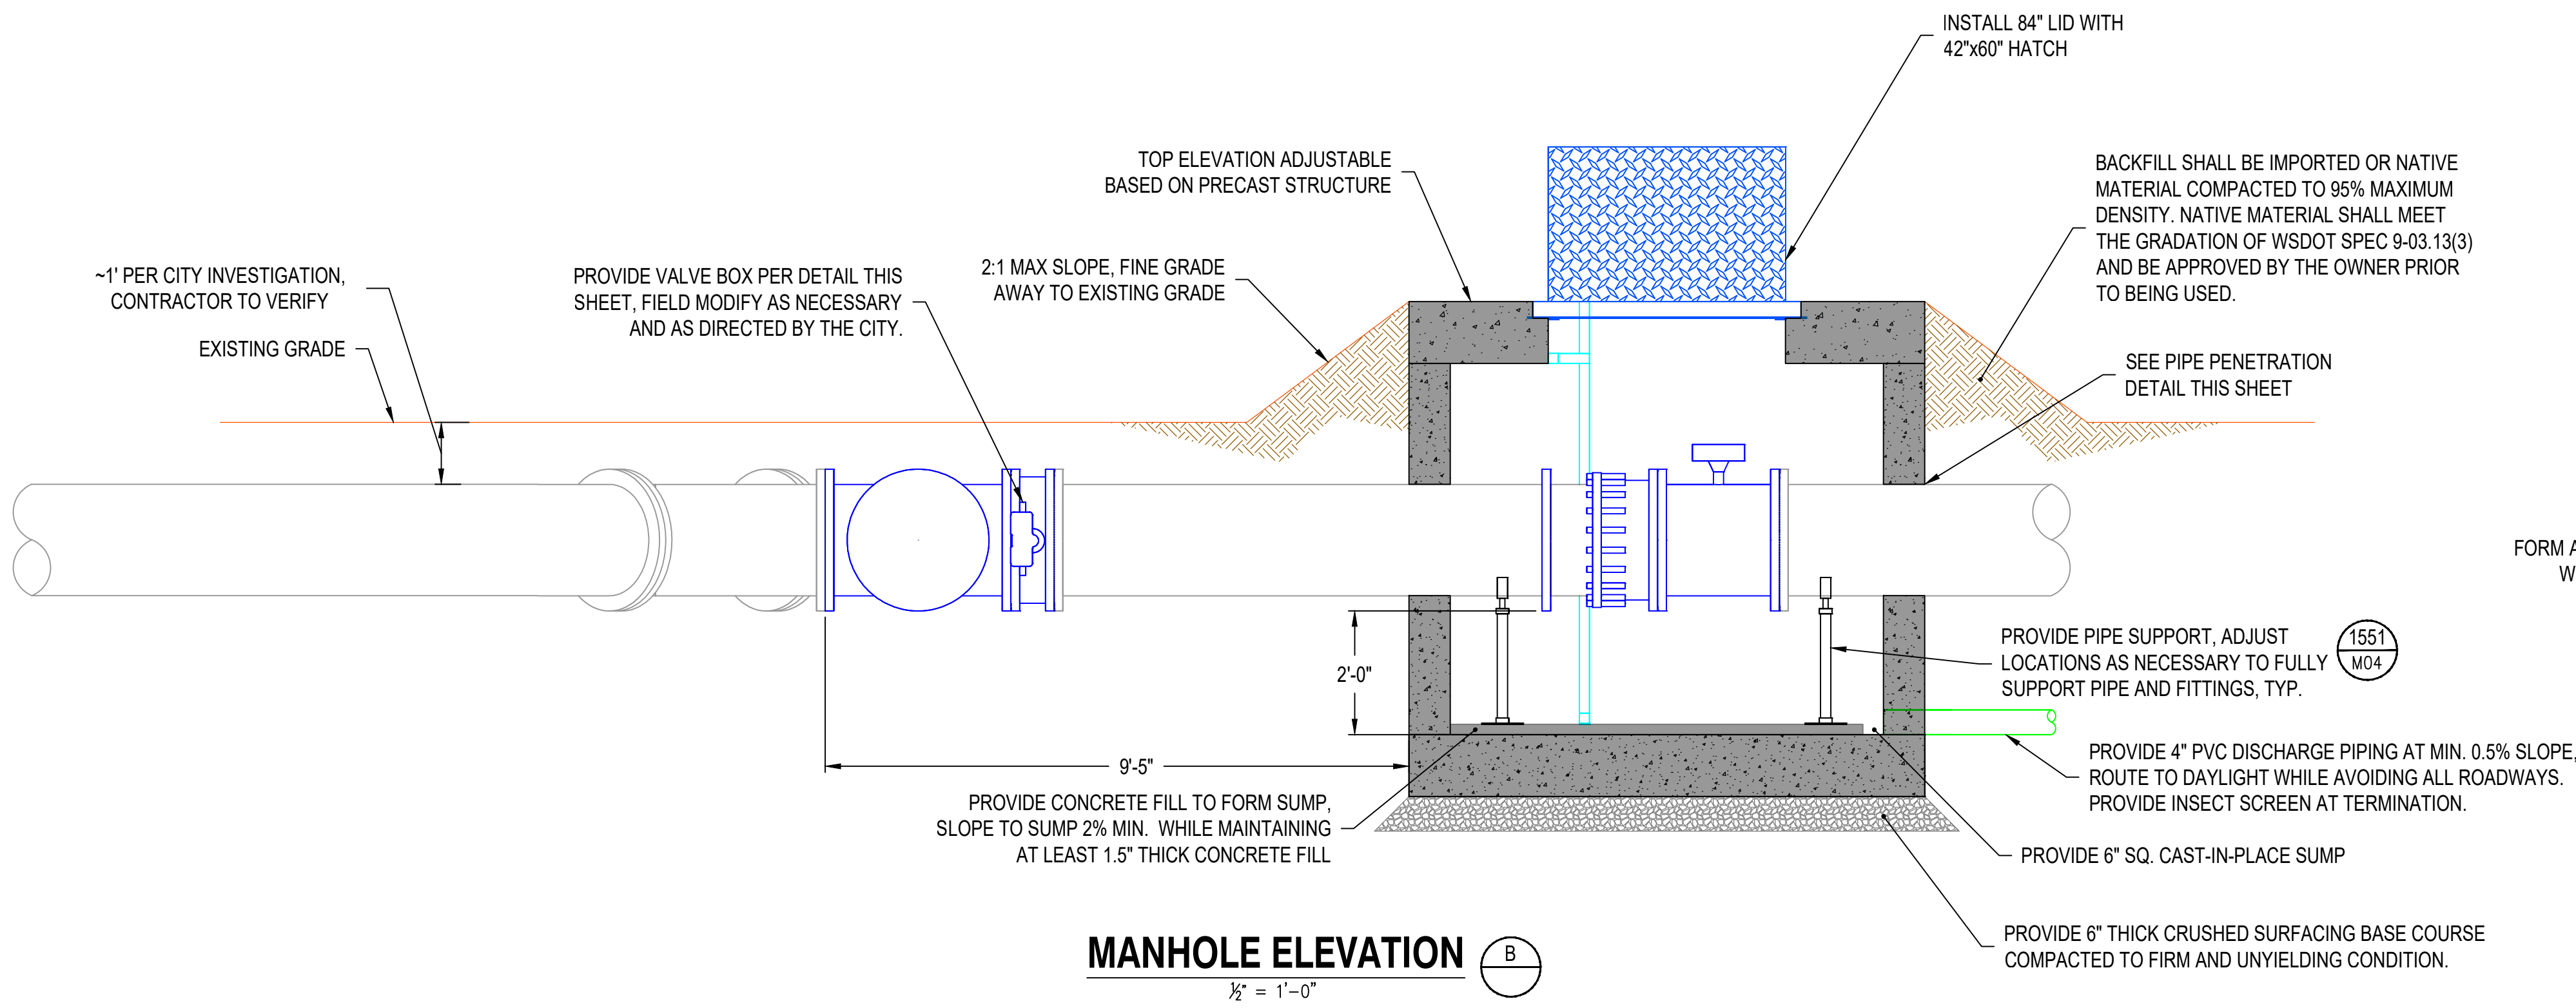 INSTALL 84" LID WITH
42"x60" HATCH
TOP ELEVATION ADJUSTABLE
BASED ON PRECAST STRUCTURE
BACKFILL SHALL BE IMPORTED OR NATIVE
MATERIAL COMPACTED TO 95% MAXIMUM
DENSITY. NATIVE MATERIAL SHALL MEET
THE GRADATION OF WSDOT SPEC 9-03.13(3)
AND BE APPROVED BY THE OWNER PRIOR
TO BEING USED.
~1' PER CITY INVESTIGATION,
CONTRACTOR TO VERIFY
EXISTING GRADE
PROVIDE VALVE BOX PER DETAIL THIS
SHEET, FIELD MODIFY AS NECESSARY
AND AS DIRECTED BY THE CITY.
2:1 MAX SLOPE, FINE GRADE
AWAY TO EXISTING GRADE
SEE PIPE PENETRATION
DETAIL THIS SHEET
FORM A
W
PROVIDE PIPE SUPPORT, ADJUST
LOCATIONS AS NECESSARY TO FULLY
SUPPORT PIPE AND FITTINGS, TYP.
1551
M04
2'-0"
9'-5"
PROVIDE 4" PVC DISCHARGE PIPING AT MIN. 0.5% SLOPE,
ROUTE TO DAYLIGHT WHILE AVOIDING ALL ROADWAYS.
PROVIDE INSECT SCREEN AT TERMINATION.
PROVIDE CONCRETE FILL TO FORM SUMP,
SLOPE TO SUMP 2% MIN. WHILE MAINTAINING
AT LEAST 1.5" THICK CONCRETE FILL
PROVIDE 6" SQ. CAST-IN-PLACE SUMP
PROVIDE 6" THICK CRUSHED SURFACING BASE COURSE
COMPACTED TO FIRM AND UNYIELDING CONDITION.
MANHOLE ELEVATION
B
½" = 1'-0"